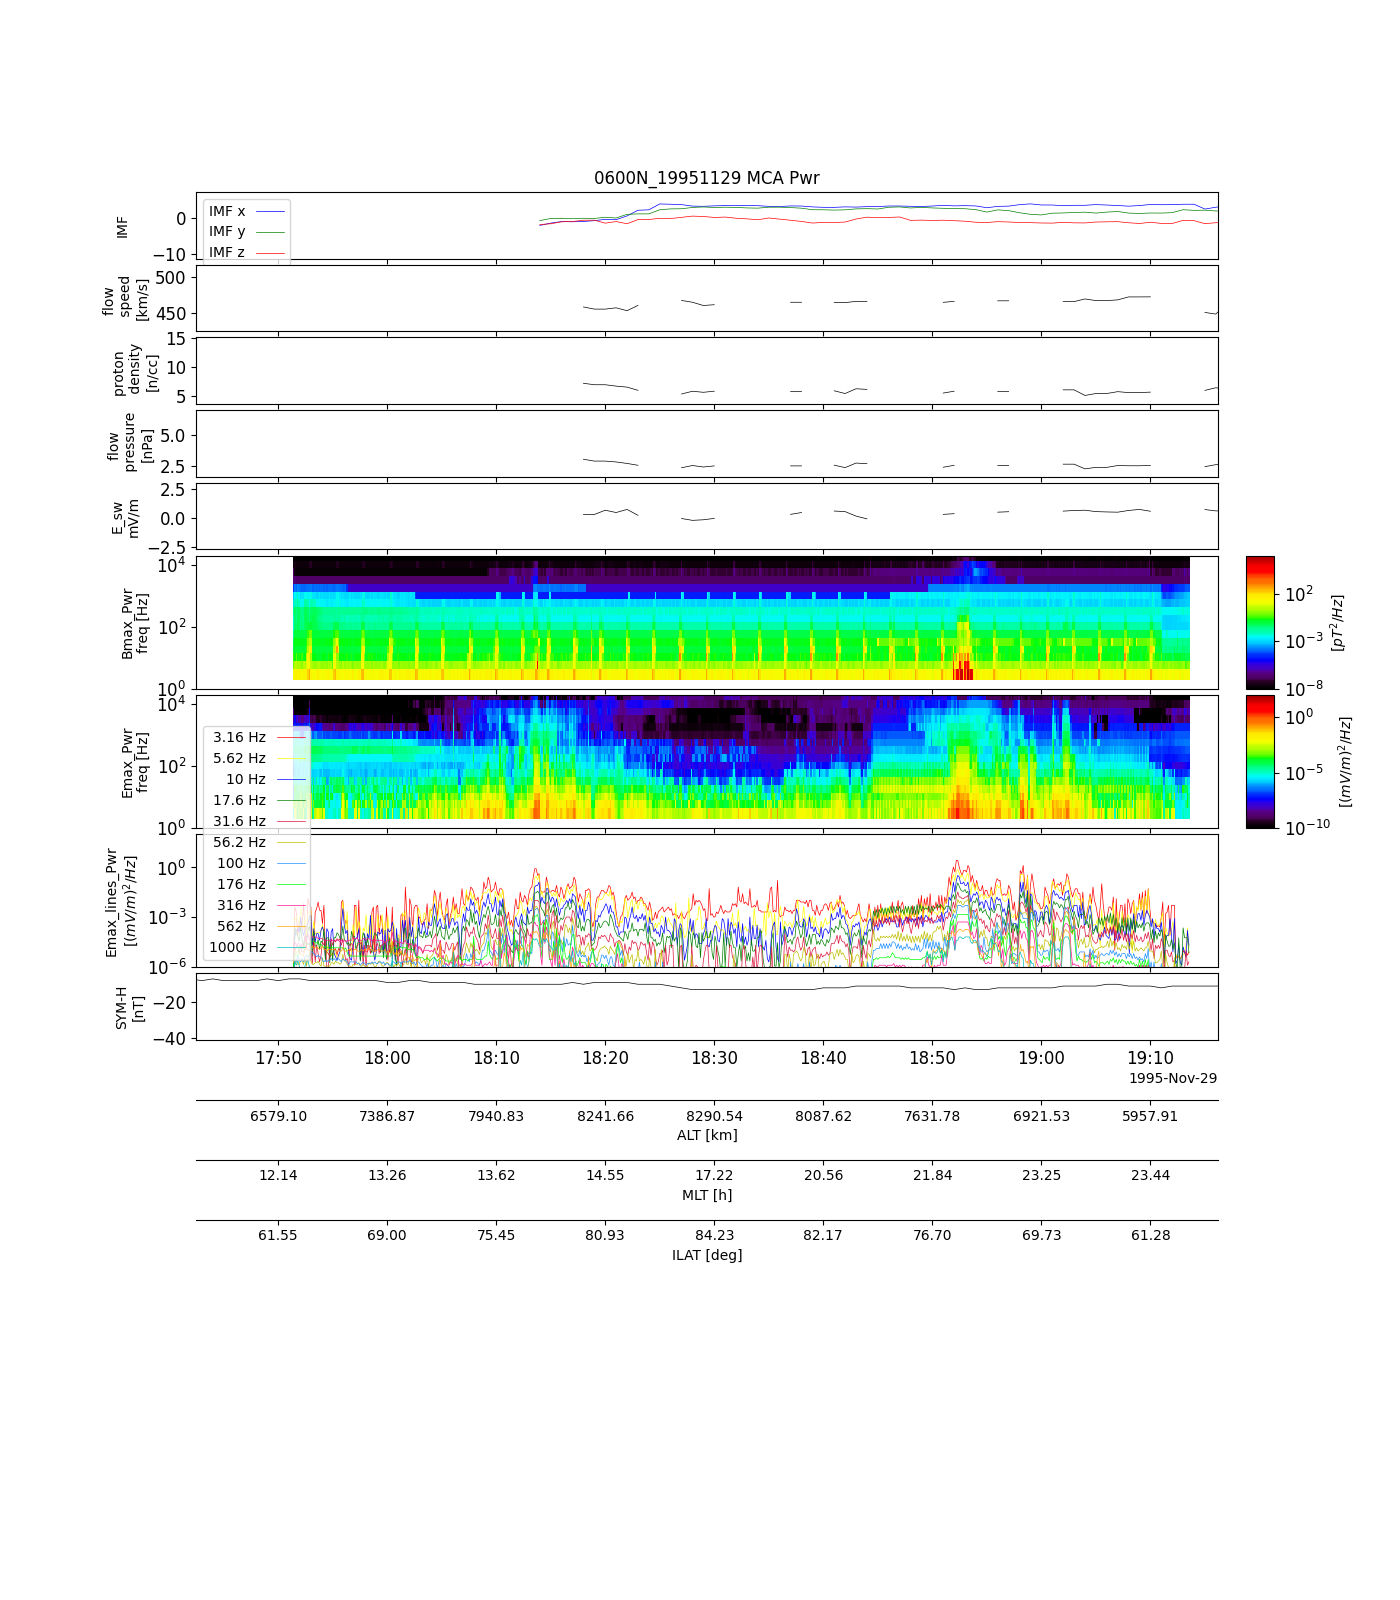 0600N_19951129 MCA Pwr
IMF
0
−10
IMF x
IMF y
IMF z
flow
speed
[km/s]
500
450
proton
density
[n/cc]
15
10
5
flow
pressure
[nPa]
5.0
2.5
E_sw
mV/m
2.5
0.0
−2.5
Bmax_Pwr
freq [Hz]
10^4
10^2
10^0
10^2
10^−3
10^−8
[pT^2/Hz]
Emax_Pwr
freq [Hz]
10^4
10^2
10^0
10^0
10^−5
10^−10
[(mV/m)^2/Hz]
3.16 Hz
5.62 Hz
10 Hz
17.6 Hz
31.6 Hz
56.2 Hz
100 Hz
176 Hz
316 Hz
562 Hz
1000 Hz
Emax_lines_Pwr
[(mV/m)^2/Hz]
10^0
10^−3
10^−6
SYM-H
[nT]
−20
−40
17:50 18:00 18:10 18:20 18:30 18:40 18:50 19:00 19:10
1995-Nov-29
6579.10 7386.87 7940.83 8241.66 8290.54 8087.62 7631.78 6921.53 5957.91
ALT [km]
12.14 13.26 13.62 14.55 17.22 20.56 21.84 23.25 23.44
MLT [h]
61.55 69.00 75.45 80.93 84.23 82.17 76.70 69.73 61.28
ILAT [deg]